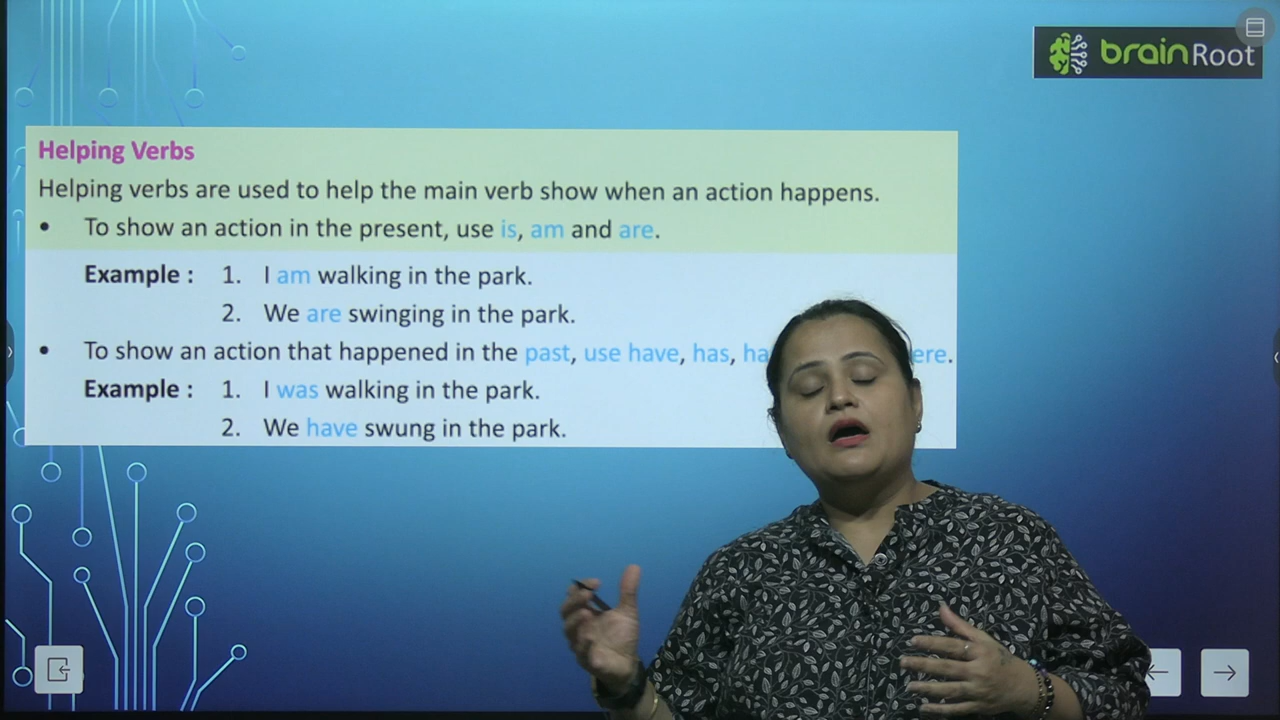 brainRoot
Helping Verbs
Helping verbs are used to help the main verb show when an action happens.
• To show an action in the present, use is, am and are.
Example : 1. I am walking in the park.
2. We are swinging in the park.
• To show an action that happened in the past, use have, has,
Example : 1. I was walking in the park.
2. We have swung in the park.